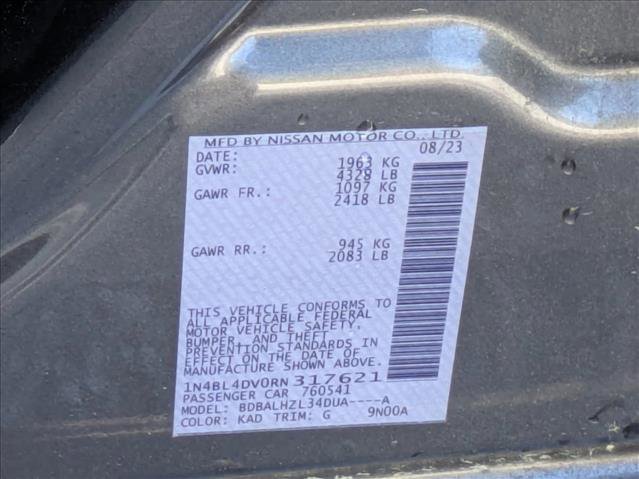 MFD BY NISSAN MOTOR CO., LTD.
DATE: 08/23
GVWR: 1963 KG
4328 LB
GAWR FR.: 1097 KG
2418 LB
GAWR RR.: 945 KG
2083 LB
THIS VEHICLE CONFORMS TO
ALL APPLICABLE FEDERAL
MOTOR VEHICLE SAFETY,
BUMPER, AND THEFT
PREVENTION STANDARDS IN
EFFECT ON THE DATE OF
MANUFACTURE SHOWN ABOVE.
1N4BL4DV0RN317621
PASSENGER CAR 760541
MODEL: BDBALHZL34DUA----A
COLOR: KAD TRIM: G 9N00A